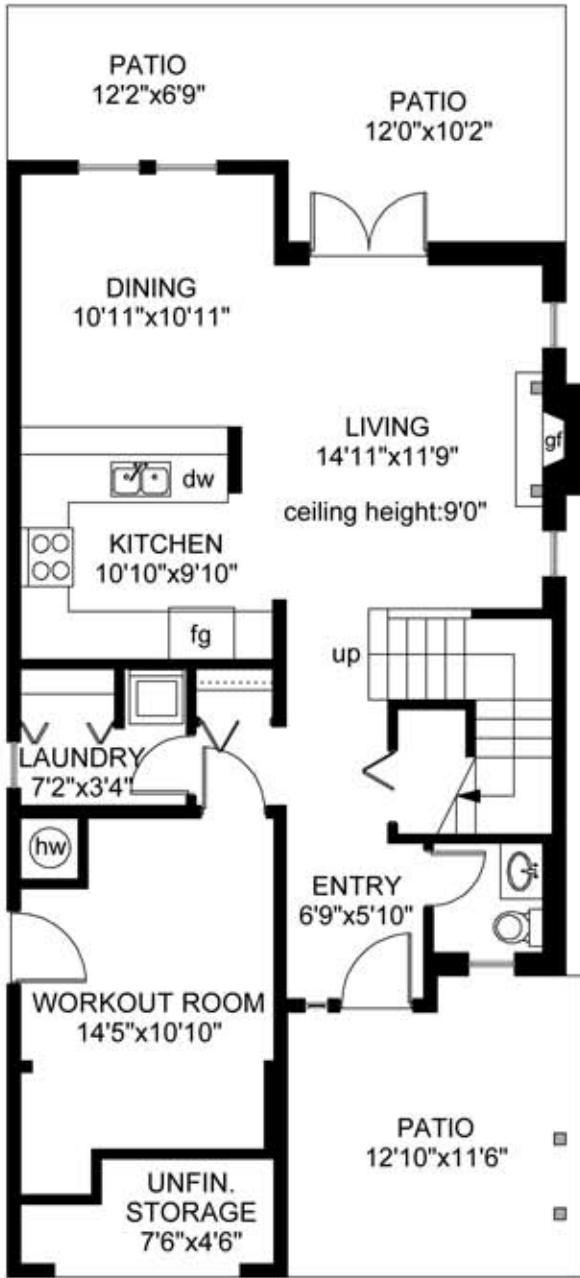 PATIO
12'2"x6'9"
PATIO
12'0"x10'2"
DINING
10'11"x10'11"
LIVING
14'11"x11'9"
gf
ceiling height:9'0"
dw
KITCHEN
10'10"x9'10"
fg
up
LAUNDRY
7'2"x3'4"
hw
ENTRY
6'9"x5'10"
WORKOUT ROOM
14'5"x10'10"
PATIO
12'10"x11'6"
UNFIN.
STORAGE
7'6"x4'6"